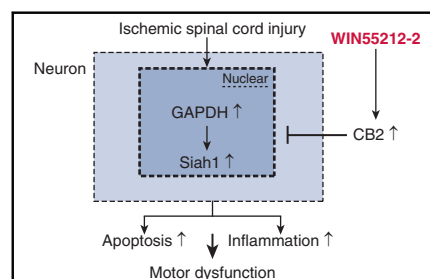 Ischemic spinal cord injury
WIN55212-2
Neuron
Nuclear
GAPDH ↑
CB2 ↑
Siah1 ↑
Apoptosis ↑ Inflammation ↑
Motor dysfunction